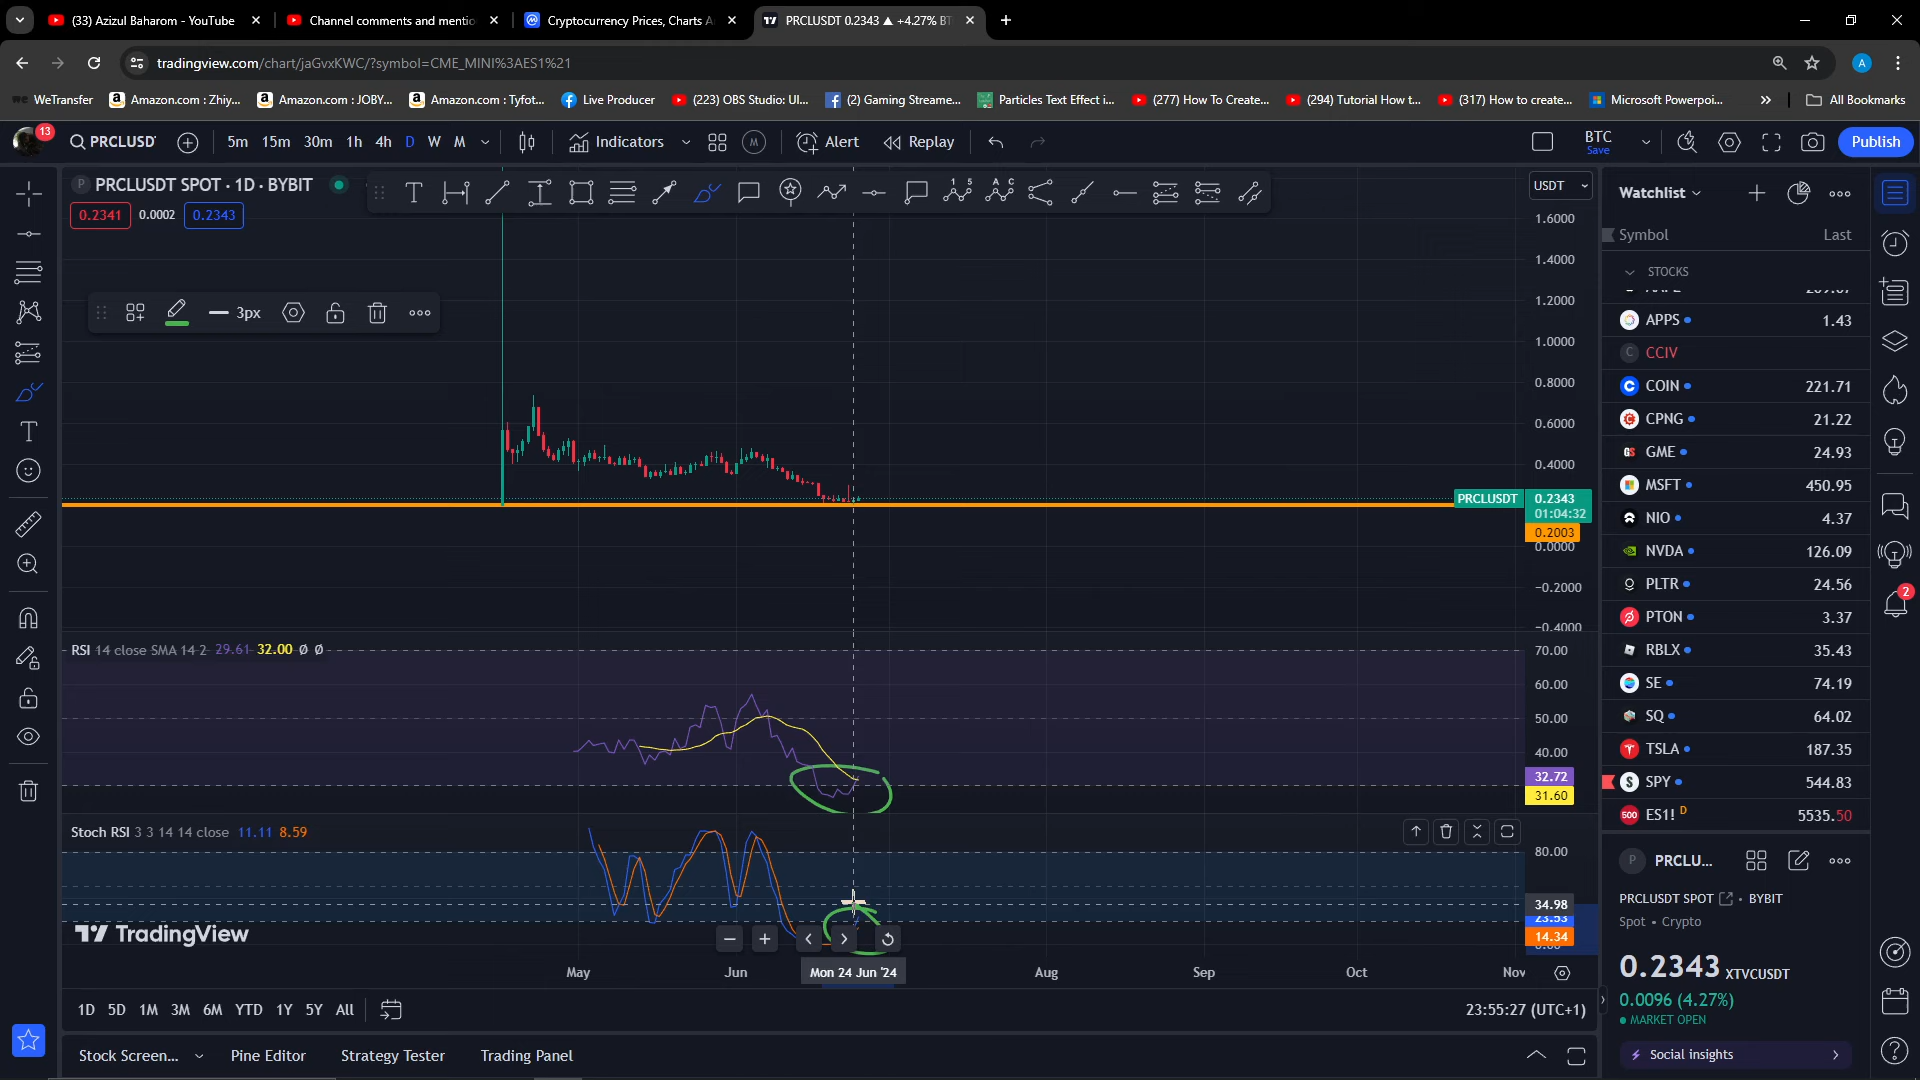 (33) Azizul Baharom - YouTube
Channel comments and mentio
Cryptocurrency Prices, Charts A
PRCLUSDT 0.2343 ▲ +4.27% BT
tradingview.com/chart/jaGvxKWC/?symbol=CME_MINI%3AES1%21
A
WeTransfer
Amazon.com : Zhiy...
Amazon.com : JOBY...
Amazon.com : Tyfot...
Live Producer
(223) OBS Studio: Ul...
(2) Gaming Streame...
Particles Text Effect i...
(277) How To Create...
(294) Tutorial How t...
(317) How to create...
Microsoft Powerpoi...
All Bookmarks
13
PRCLUSD
5m 15m 30m 1h 4h D W M
Indicators
M
Alert
Replay
BTC
Save
Publish
P PRCLUSDT SPOT · 1D · BYBIT
0.2341 0.0002 0.2343
3px
USDT
1.6000
1.4000
1.2000
1.0000
0.8000
0.6000
0.4000
PRCLUSDT 0.2343
01:04:32
0.2003
0.0000
−0.2000
−0.4000
RSI 14 close SMA 14 2 29.61 32.00 Ø Ø
70.00
60.00
50.00
40.00
32.72
31.60
Stoch RSI 3 3 14 14 close 11.11 8.59
80.00
34.98
23.53
14.34
TradingView
May Jun Mon 24 Jun '24 Aug Sep Oct Nov
1D 5D 1M 3M 6M YTD 1Y 5Y All
23:55:27 (UTC+1)
Stock Screen... Pine Editor Strategy Tester Trading Panel
Watchlist
Symbol Last
STOCKS
APPS 1.43
C CCIV
COIN 221.71
CPNG 21.22
GME 24.93
MSFT 450.95
NIO 4.37
NVDA 126.09
PLTR 24.56
PTON 3.37
RBLX 35.43
SE 74.19
SQ 64.02
TSLA 187.35
SPY 544.83
500 ES1! D 5535.50
2
P PRCLU...
PRCLUSDT SPOT · BYBIT
Spot • Crypto
0.2343 XTVCUSDT
0.0096 (4.27%)
MARKET OPEN
Social insights